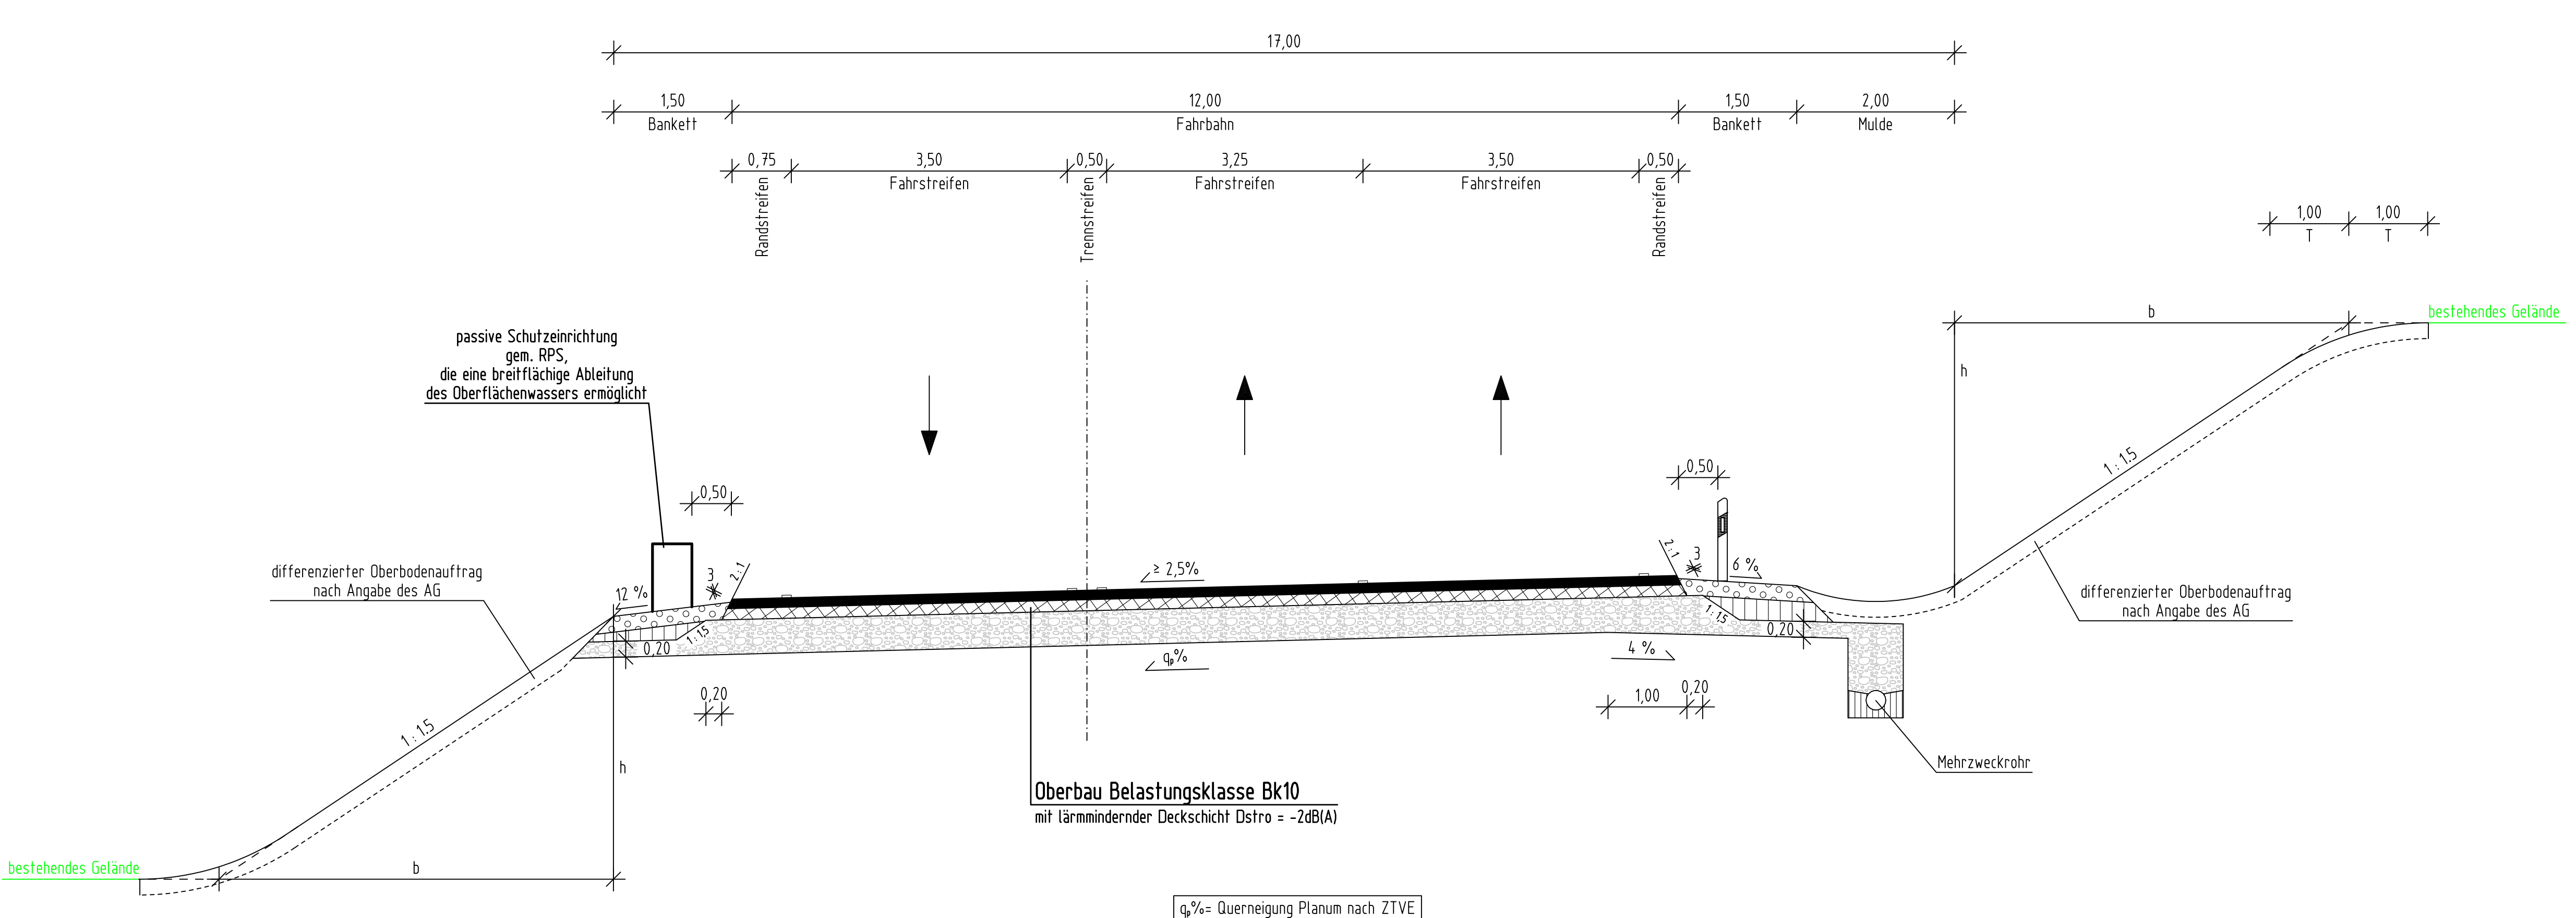 17,00
1,50
12,00
1,50
2,00
Bankett
Fahrbahn
Bankett
Mulde
0,75
3,50
0,50
3,25
3,50
0,50
Randstreifen
Fahrstreifen
Trennstreifen
Fahrstreifen
Fahrstreifen
Randstreifen
1,00
1,00
T
T
b
bestehendes Gelände
h
passive Schutzeinrichtung
gem. RPS,
die eine breitflächige Ableitung
des Oberflächenwassers ermöglicht
0,50
0,50
1 : 1.5
differenzierter Oberbodenauftrag
nach Angabe des AG
12 %
3
2:1
≥ 2,5%
2:1
3
6 %
differenzierter Oberbodenauftrag
nach Angabe des AG
1:1.5
0,20
1:1.5
0,20
qp%
4 %
0,20
1,00
0,20
1 : 1.5
h
Mehrzweckrohr
Oberbau Belastungsklasse Bk10
mit lärmmindernder Deckschicht Dstro = -2dB(A)
bestehendes Gelände
b
qp%= Querneigung Planum nach ZTVE